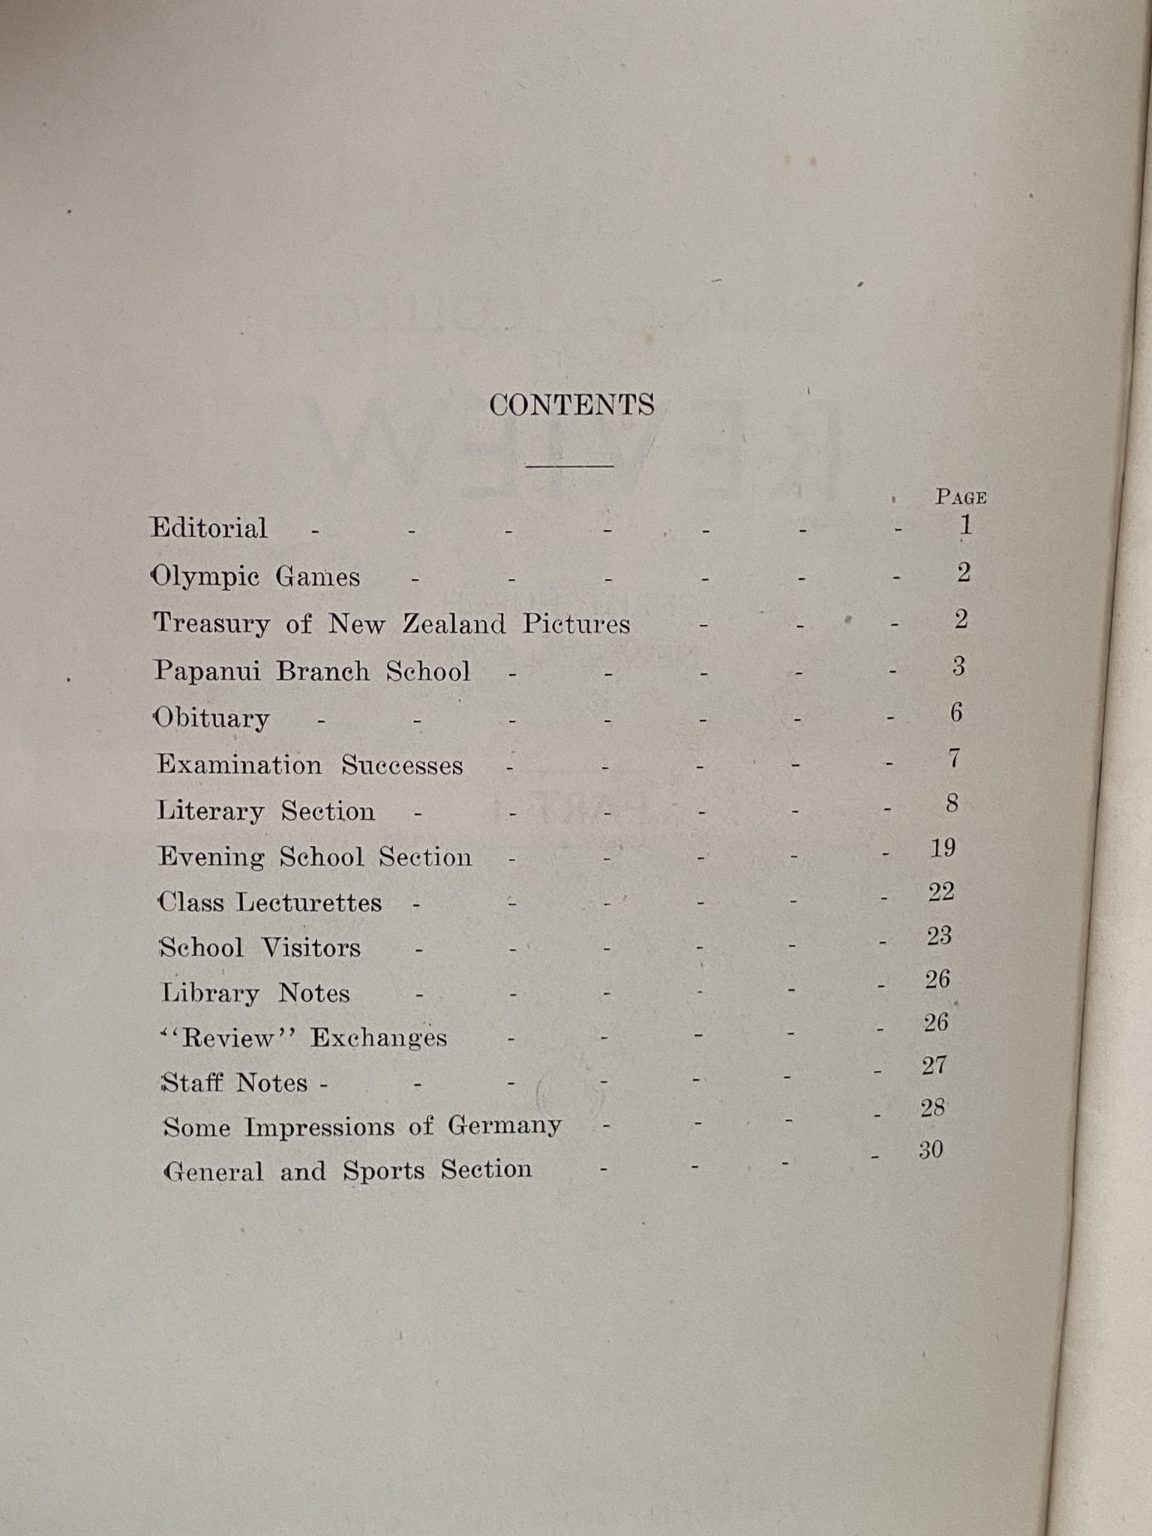 CONTENTS
PAGE
Editorial - - - - - - - 1
Olympic Games - - - - - - 2
Treasury of New Zealand Pictures - - - 2
Papanui Branch School - - - - - 3
Obituary - - - - - - - 6
Examination Successes - - - - - 7
Literary Section - - - - - - 8
Evening School Section - - - - - 19
Class Lecturettes - - - - - - 22
School Visitors - - - - - - 23
Library Notes - - - - - - 26
‘‘Review’’ Exchanges - - - - - 26
Staff Notes - - - - - - - 27
Some Impressions of Germany - - - - 28
General and Sports Section - - - - 30